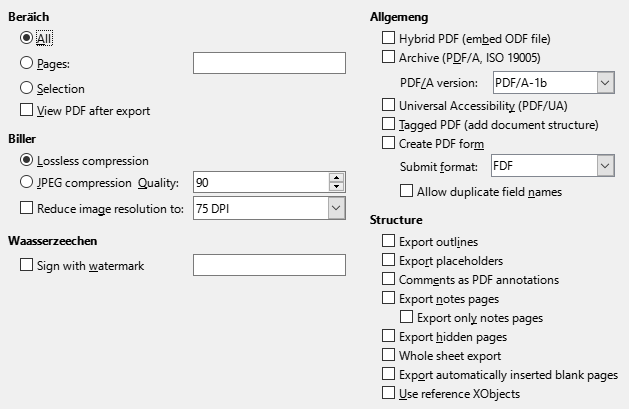 Beräich
All
Pages:
Selection
View PDF after export
Biller
Lossless compression
JPEG compression Quality: 90
Reduce image resolution to: 75 DPI
Waasserzeechen
Sign with watermark
Allgemeng
Hybrid PDF (embed ODF file)
Archive (PDF/A, ISO 19005)
PDF/A version: PDF/A-1b
Universal Accessibility (PDF/UA)
Tagged PDF (add document structure)
Create PDF form
Submit format: FDF
Allow duplicate field names
Structure
Export outlines
Export placeholders
Comments as PDF annotations
Export notes pages
Export only notes pages
Export hidden pages
Whole sheet export
Export automatically inserted blank pages
Use reference XObjects